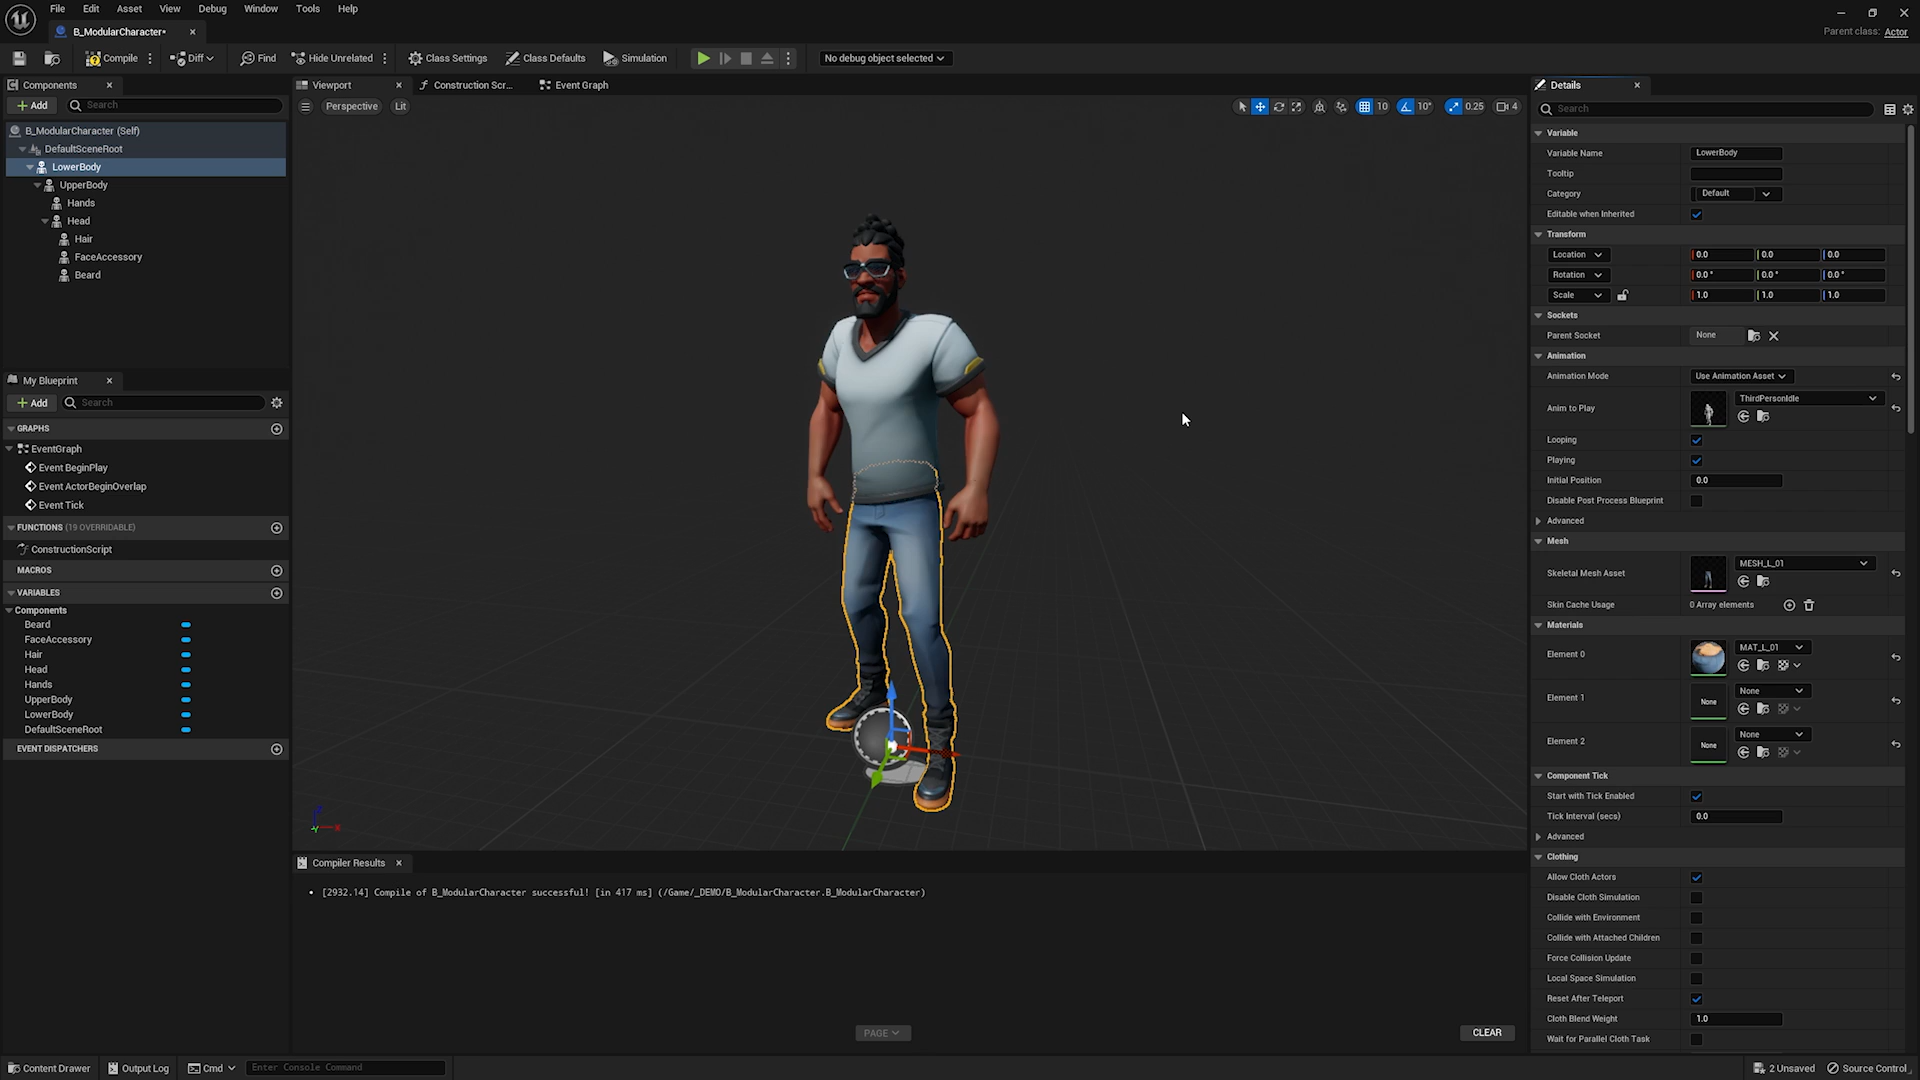 File Edit Asset View Debug Window Tools Help
B_ModularCharacter•
Parent class: Actor
Compile Diff Find Hide Unrelated Class Settings Class Defaults Simulation No debug object selected
Components
Add Search
B_ModularCharacter (Self)
DefaultSceneRoot
LowerBody
UpperBody
Hands
Head
Hair
FaceAccessory
Beard
My Blueprint
Add Search
GRAPHS
EventGraph
Event BeginPlay
Event ActorBeginOverlap
Event Tick
FUNCTIONS (19 OVERRIDABLE)
ConstructionScript
MACROS
VARIABLES
Components
Beard
FaceAccessory
Hair
Head
Hands
UpperBody
LowerBody
DefaultSceneRoot
EVENT DISPATCHERS
Viewport Construction Scr... Event Graph
Perspective Lit 10 10° 0.25 4
Compiler Results
• [2932.14] Compile of B_ModularCharacter successful! [in 417 ms] (/Game/_DEMO/B_ModularCharacter.B_ModularCharacter)
PAGE CLEAR
Details
Search
Variable
Variable Name LowerBody
Tooltip
Category Default
Editable when Inherited
Transform
Location 0.0 0.0 0.0
Rotation 0.0 ° 0.0 ° 0.0 °
Scale 1.0 1.0 1.0
Sockets
Parent Socket None
Animation
Animation Mode Use Animation Asset
Anim to Play ThirdPersonIdle
Looping
Playing
Initial Position 0.0
Disable Post Process Blueprint
Advanced
Mesh
Skeletal Mesh Asset MESH_L_01
Skin Cache Usage 0 Array elements
Materials
Element 0 MAT_L_01
Element 1 None None
Element 2 None None
Component Tick
Start with Tick Enabled
Tick Interval (secs) 0.0
Advanced
Clothing
Allow Cloth Actors
Disable Cloth Simulation
Collide with Environment
Collide with Attached Children
Force Collision Update
Local Space Simulation
Reset After Teleport
Cloth Blend Weight 1.0
Wait for Parallel Cloth Task
Content Drawer Output Log Cmd Enter Console Command 2 Unsaved Source Control